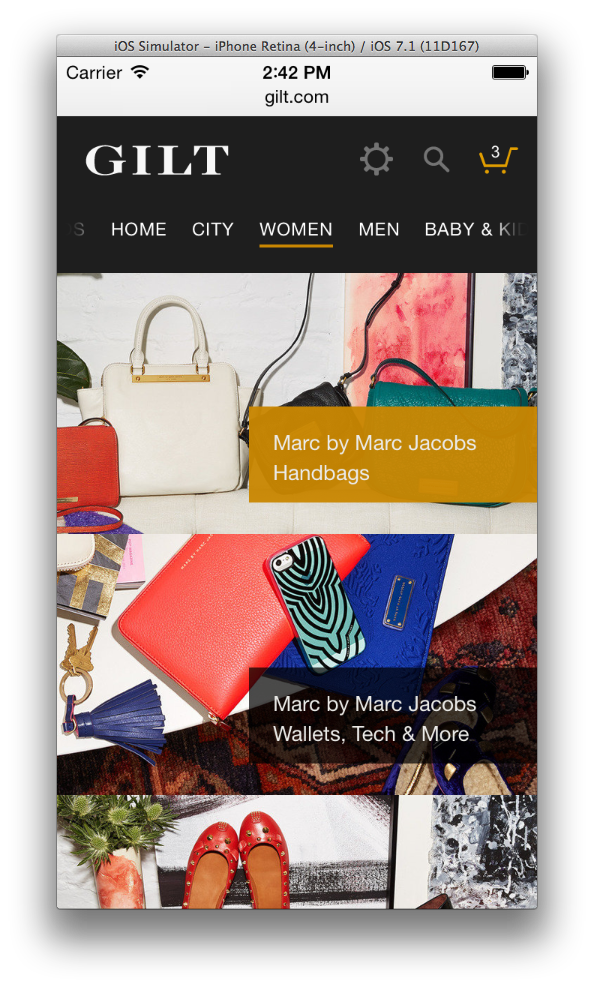 iOS Simulator – iPhone Retina (4-inch) / iOS 7.1 (11D167)
Carrier 2:42 PM
gilt.com
GILT 3
HOME CITY WOMEN MEN BABY & KID
Marc by Marc Jacobs
Handbags
Marc by Marc Jacobs
Wallets, Tech & More